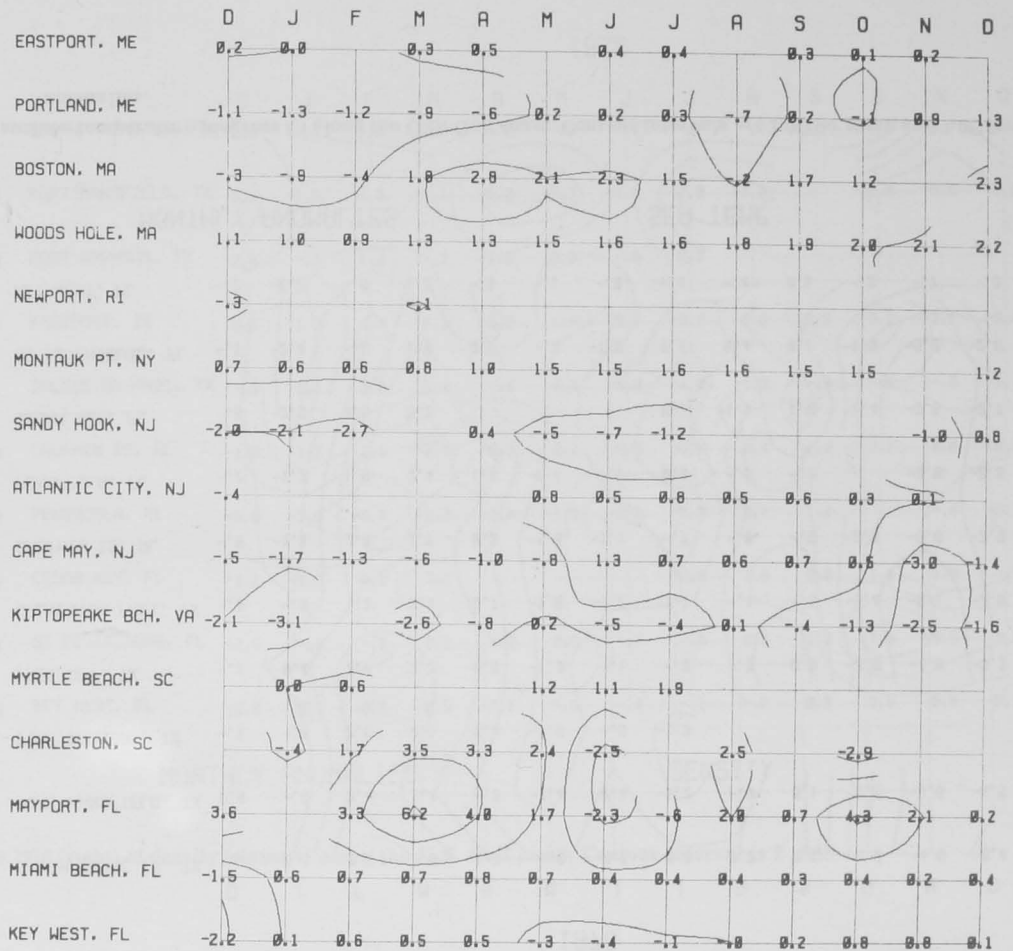 D J F M A M J J A S O N D
EASTPORT, ME 0.2 0.0 0.3 0.5 0.4 0.4 0.3 0.1 0.2
PORTLAND, ME -1.1 -1.3 -1.2 -.9 -.6 0.2 0.2 0.3 -.7 0.2 -.1 0.9 1.3
BOSTON, MA -.3 -.9 -.4 1.8 2.8 2.1 2.3 1.5 -.2 1.7 1.2 2.3
WOODS HOLE, MA 1.1 1.0 0.9 1.3 1.3 1.5 1.6 1.6 1.8 1.9 2.0 2.1 2.2
NEWPORT, RI -.3 -.1
MONTAUK PT, NY 0.7 0.6 0.6 0.8 1.0 1.5 1.5 1.6 1.6 1.5 1.5 1.2
SANDY HOOK, NJ -2.0 -2.1 -2.7 0.4 -.5 -.7 -1.2 -1.0 0.8
ATLANTIC CITY, NJ -.4 0.8 0.5 0.8 0.5 0.6 0.3 0.1
CAPE MAY, NJ -.5 -1.7 -1.3 -.6 -1.0 -.8 1.3 0.7 0.6 0.7 0.6 -3.0 -1.4
KIPTOPEAKE BCH, VA -2.1 -3.1 -2.6 -.8 0.2 -.5 -.4 0.1 -.4 -1.3 -2.5 -1.6
MYRTLE BEACH, SC 0.0 0.6 1.2 1.1 1.9
CHARLESTON, SC -.4 1.7 3.5 3.3 2.4 -2.5 2.5 -2.9
MAYPORT, FL 3.6 3.3 6.2 4.0 1.7 -2.3 -.6 2.0 0.7 4.3 2.1 0.2
MIAMI BEACH, FL -1.5 0.6 0.7 0.7 0.8 0.7 0.4 0.4 0.4 0.3 0.4 0.2 0.4
KEY WEST, FL -2.2 0.1 0.6 0.5 0.5 -.3 -.4 -.1 -.0 0.2 0.8 0.8 0.1